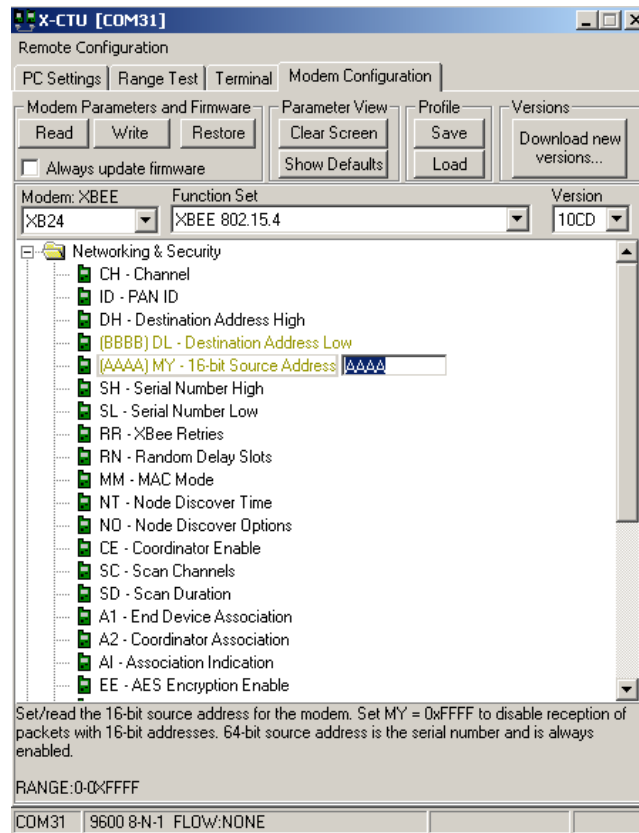 X-CTU [COM31]
Remote Configuration
PC Settings Range Test Terminal Modem Configuration
Modem Parameters and Firmware Parameter View Profile Versions
Read Write Restore Clear Screen Save Download new versions...
Always update firmware Show Defaults Load
Modem: XBEE Function Set Version
XB24 XBEE 802.15.4 10CD
Networking & Security
CH - Channel
ID - PAN ID
DH - Destination Address High
(BBBB) DL - Destination Address Low
(AAAA) MY - 16-bit Source Address AAAA
SH - Serial Number High
SL - Serial Number Low
RR - XBee Retries
RN - Random Delay Slots
MM - MAC Mode
NT - Node Discover Time
NO - Node Discover Options
CE - Coordinator Enable
SC - Scan Channels
SD - Scan Duration
A1 - End Device Association
A2 - Coordinator Association
AI - Association Indication
EE - AES Encryption Enable
Set/read the 16-bit source address for the modem. Set MY = 0xFFFF to disable reception of
packets with 16-bit addresses. 64-bit source address is the serial number and is always
enabled.
RANGE:0-0XFFFF
COM31 9600 8-N-1 FLOW:NONE